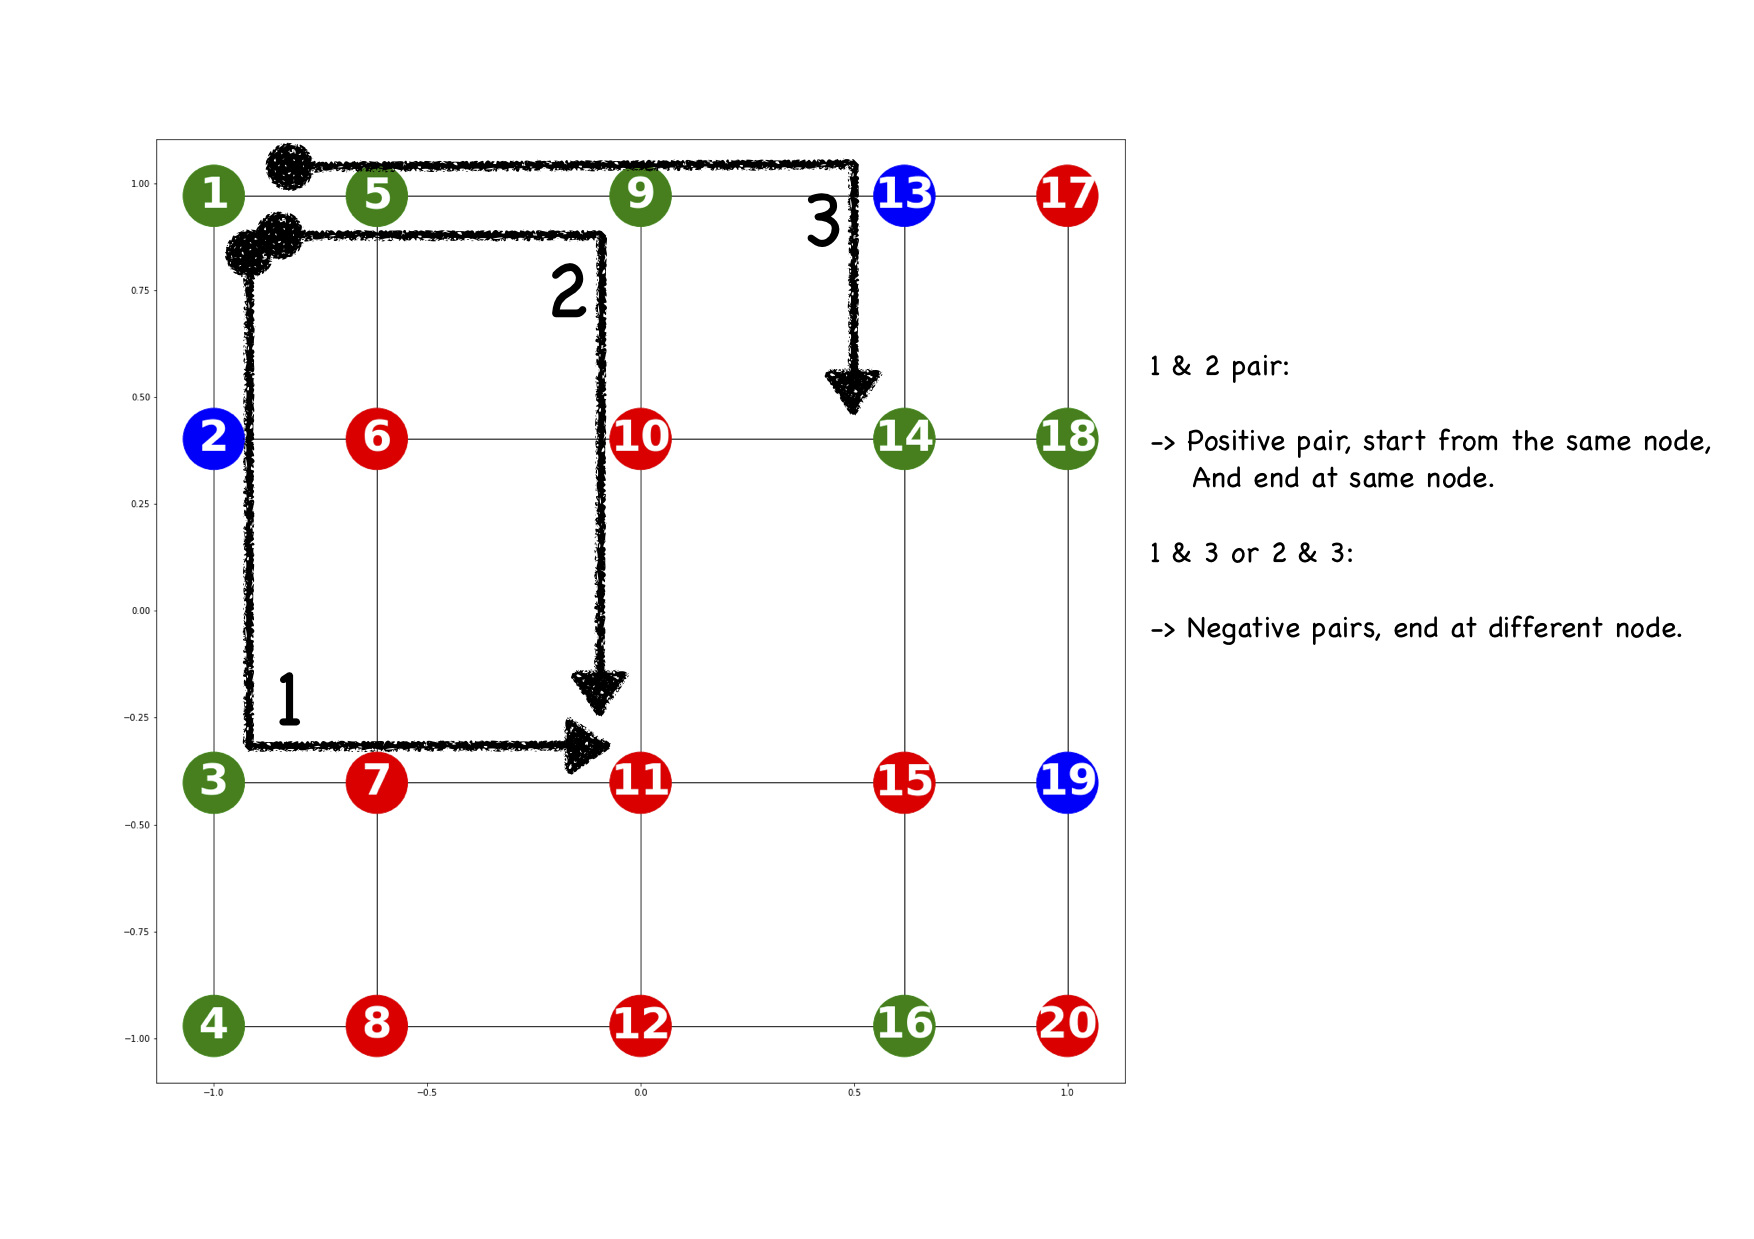 1.00
0.75
0.50
0.25
0.00
−0.25
−0.50
−0.75
−1.00
−1.0 −0.5 0.0 0.5 1.0
1 5 9 13 17
2 6 10 14 18
3 7 11 15 19
4 8 12 16 20
3
2
1
1 & 2 pair:
-> Positive pair, start from the same node,
And end at same node.
1 & 3 or 2 & 3:
-> Negative pairs, end at different node.